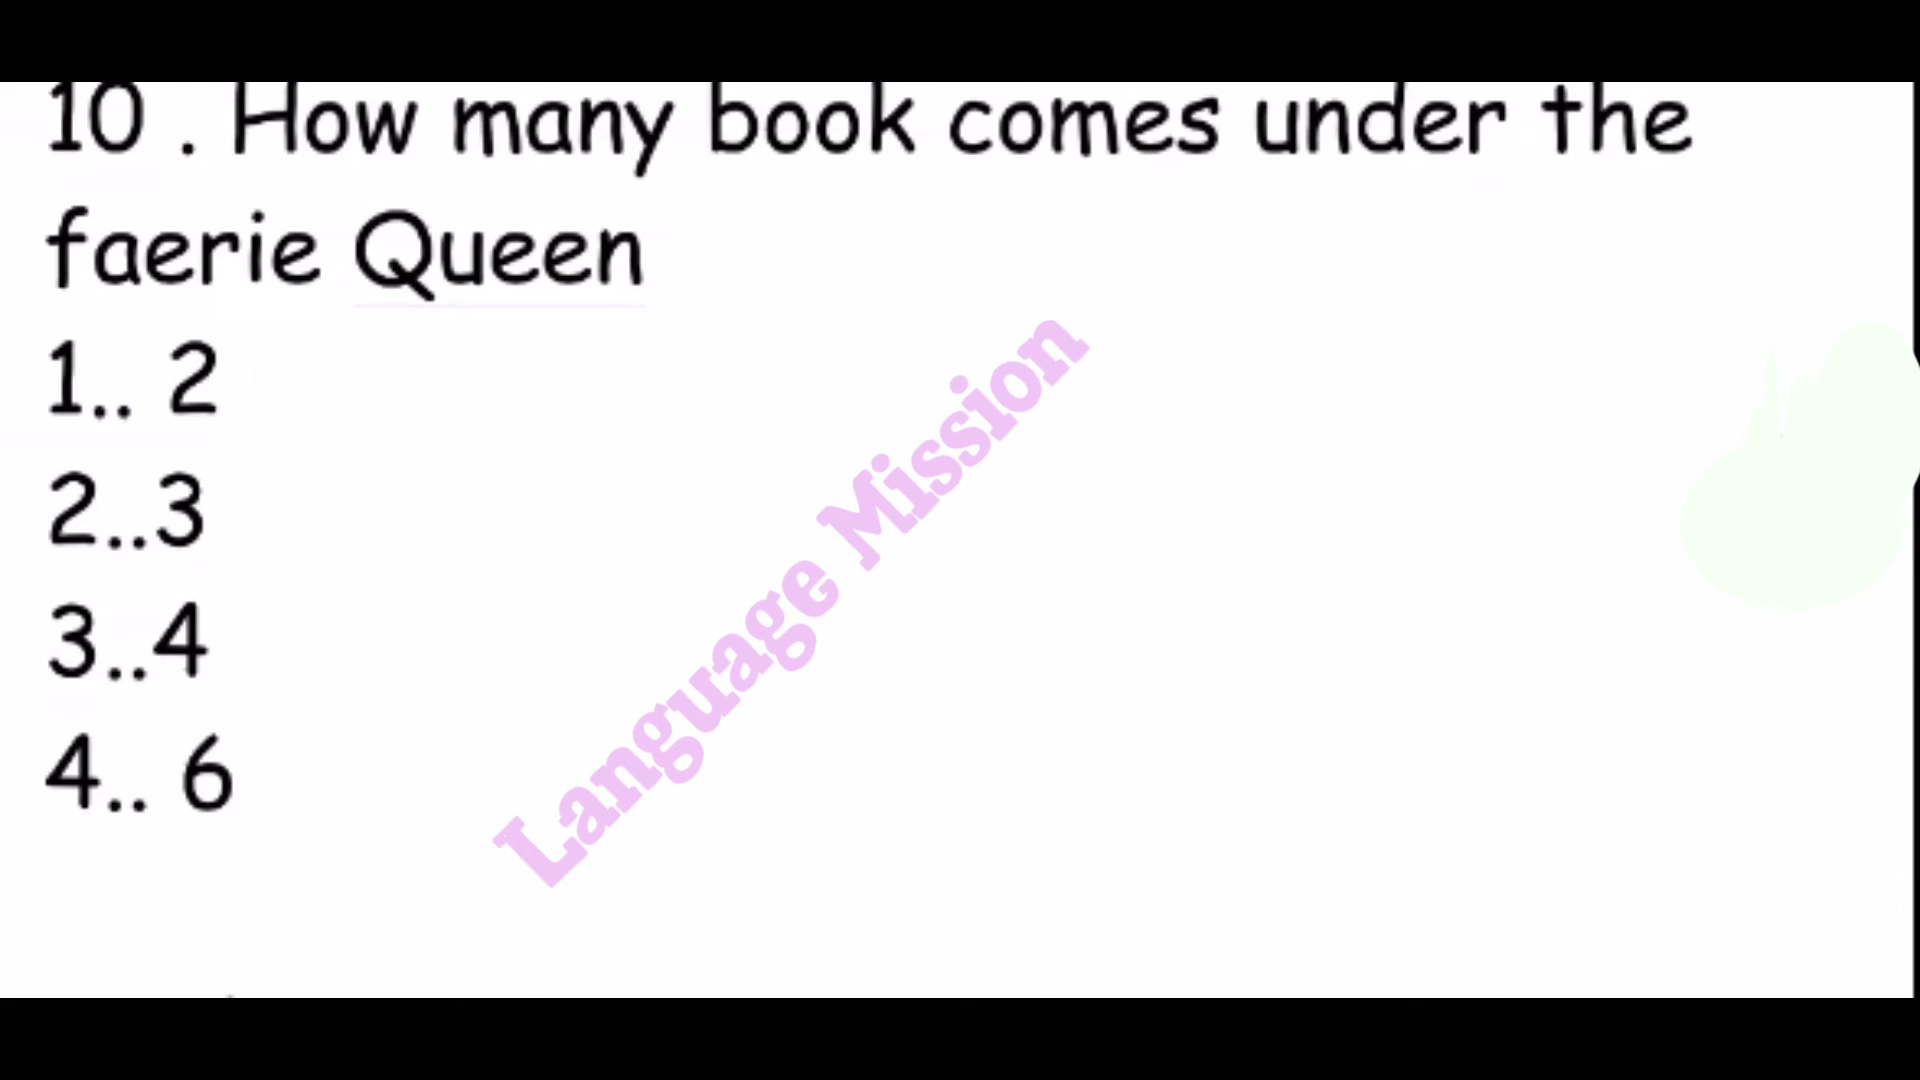 10 . How many book comes under the
faerie Queen
1.. 2
2..3
3..4
4.. 6
Language Mission